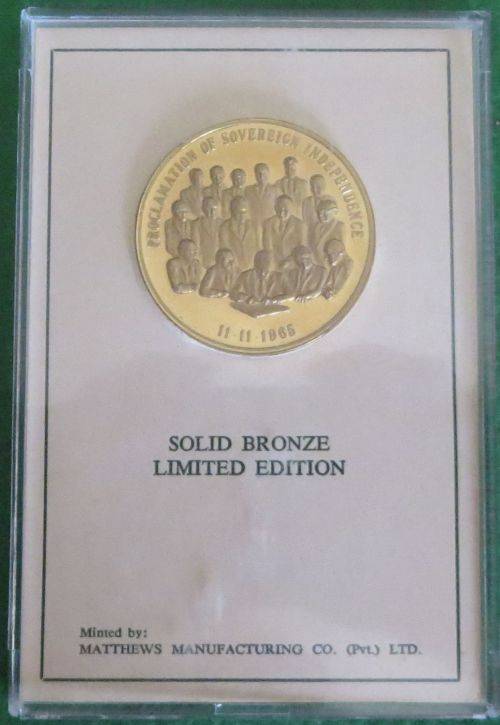 PROCLAMATION OF SOVEREIGN INDEPENDENCE
11·11·1965
SOLID BRONZE
LIMITED EDITION
Minted by:
MATTHEWS MANUFACTURING CO. (Pvt.) LTD.